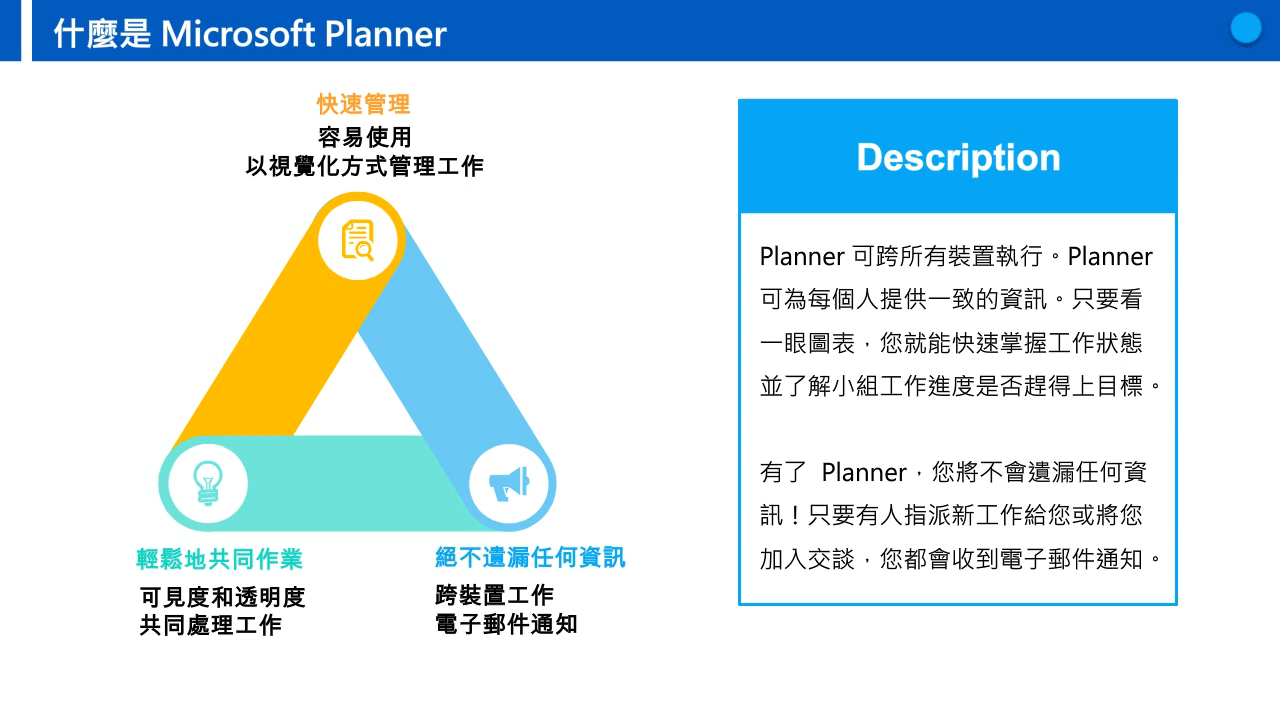 什麼是 Microsoft Planner
快速管理
容易使用
以視覺化方式管理工作
輕鬆地共同作業
可見度和透明度
共同處理工作
絕不遺漏任何資訊
跨裝置工作
電子郵件通知
Description
Planner 可跨所有裝置執行。Planner
可為每個人提供一致的資訊。只要看
一眼圖表，您就能快速掌握工作狀態
並了解小組工作進度是否趕得上目標。
有了 Planner，您將不會遺漏任何資
訊！只要有人指派新工作給您或將您
加入交談，您都會收到電子郵件通知。